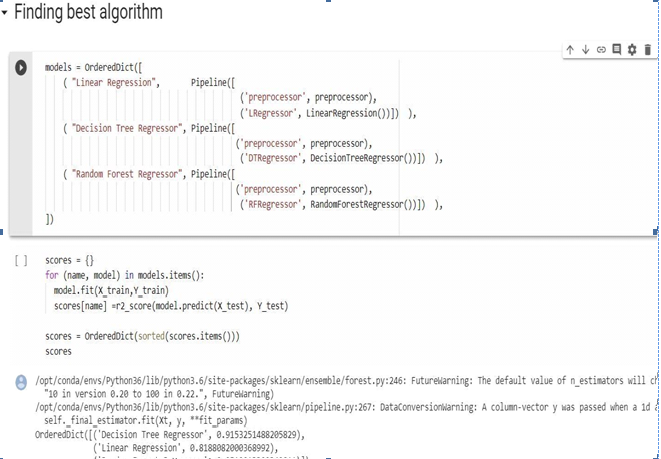 Finding best algorithm
models = OrderedDict([
( "Linear Regression", Pipeline([
('preprocessor', preprocessor),
('LRegressor', LinearRegression())]) ),
( "Decision Tree Regressor", Pipeline([
('preprocessor', preprocessor),
('DTRegressor', DecisionTreeRegressor())]) ),
( "Random Forest Regressor", Pipeline([
('preprocessor', preprocessor),
('RFRegressor', RandomForestRegressor())]) ),
])
[ ] scores = {}
for (name, model) in models.items():
model.fit(X_train,Y_train)
scores[name] =r2_score(model.predict(X_test), Y_test)
scores = OrderedDict(sorted(scores.items()))
scores
/opt/conda/envs/Python36/lib/python3.6/site-packages/sklearn/ensemble/forest.py:246: FutureWarning: The default value of n_estimators will ch
"10 in version 0.20 to 100 in 0.22.", FutureWarning)
/opt/conda/envs/Python36/lib/python3.6/site-packages/sklearn/pipeline.py:267: DataConversionWarning: A column-vector y was passed when a 1d a
self._final_estimator.fit(Xt, y, **fit_params)
OrderedDict([('Decision Tree Regressor', 0.9153251488205829),
('Linear Regression', 0.8188082000368992),